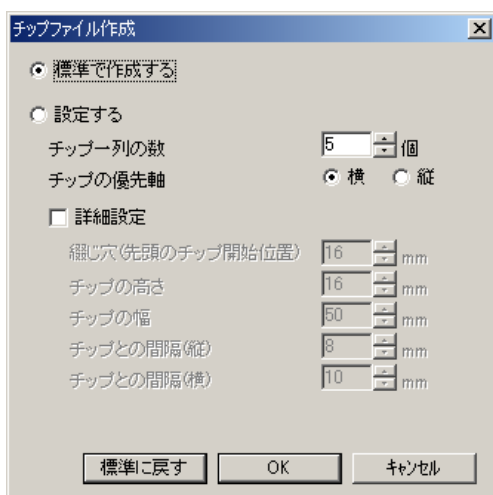 チップファイル作成
標準で作成する
設定する
チップ一列の数 5 個
チップの優先軸 横 縦
詳細設定
綴じ穴(先頭のチップ開始位置) 16 mm
チップの高さ 16 mm
チップの幅 50 mm
チップとの間隔(縦) 8 mm
チップとの間隔(横) 10 mm
標準に戻す OK キャンセル